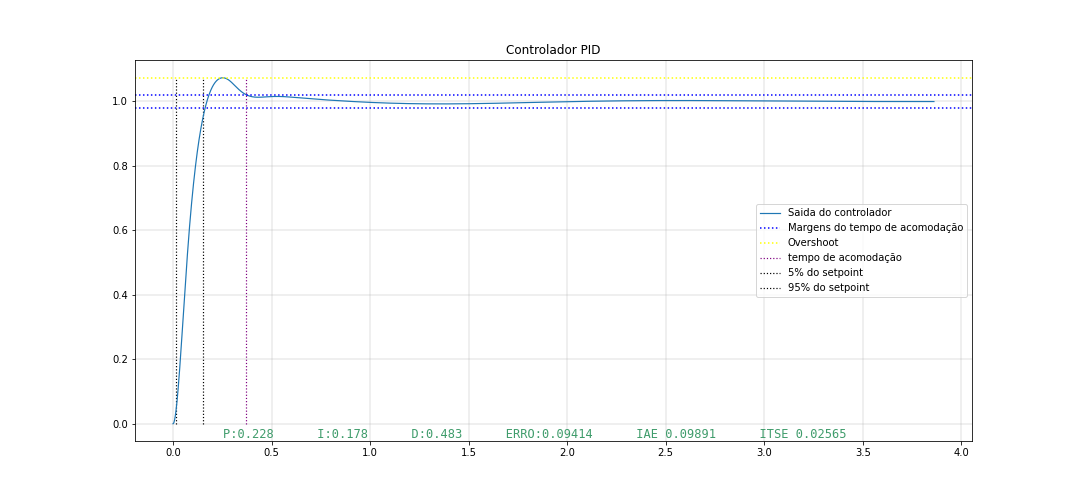 Controlador PID
1.0
0.8
0.6
0.4
0.2
0.0
Saida do controlador
Margens do tempo de acomodação
Overshoot
tempo de acomodação
5% do setpoint
95% do setpoint
P:0.228 I:0.178 D:0.483 ERRO:0.09414 IAE 0.09891 ITSE 0.02565
0.0 0.5 1.0 1.5 2.0 2.5 3.0 3.5 4.0